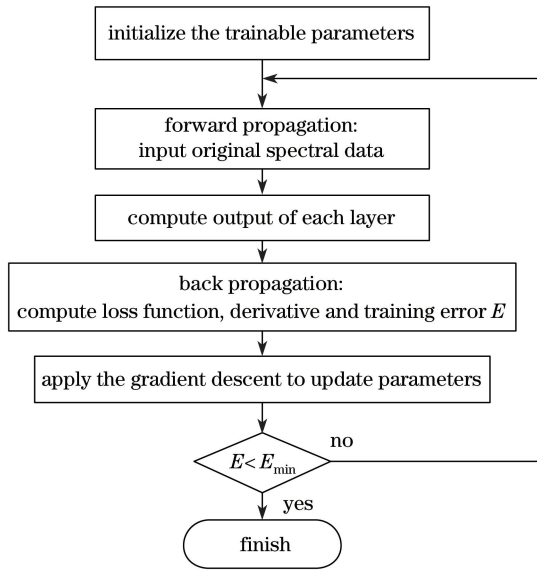 initialize the trainable parameters
forward propagation:
input original spectral data
compute output of each layer
back propagation:
compute loss function, derivative and training error E
apply the gradient descent to update parameters
E<Emin
no
yes
finish